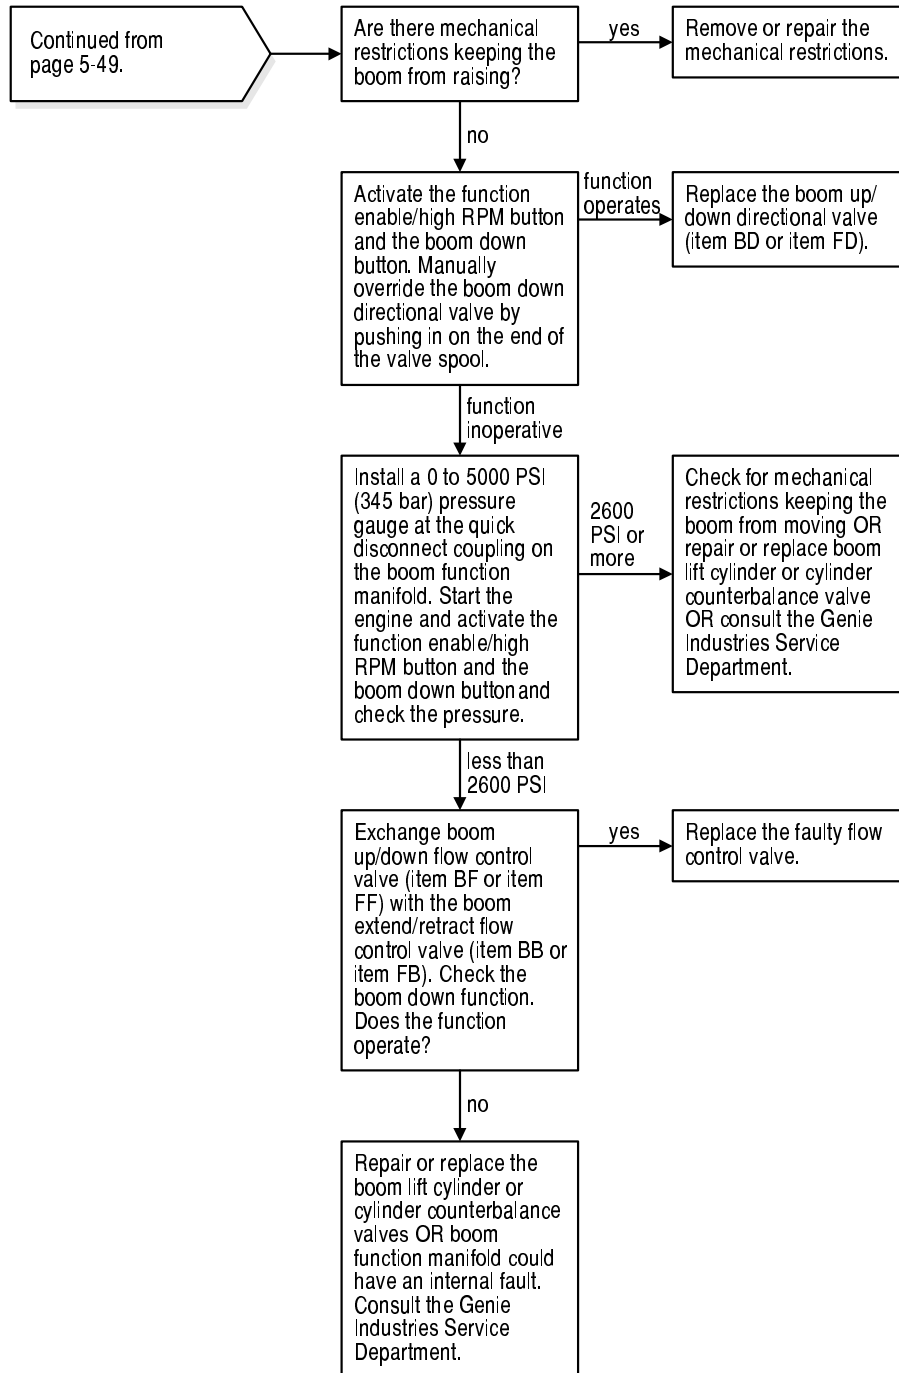 Continued from
page 5-49.
Are there mechanical
restrictions keeping the
boom from raising?
yes
Remove or repair the
mechanical restrictions.
no
Activate the function
enable/high RPM button
and the boom down
button. Manually
override the boom down
directional valve by
pushing in on the end of
the valve spool.
function
operates
Replace the boom up/
down directional valve
(item BD or item FD).
function
inoperative
Install a 0 to 5000 PSI
(345 bar) pressure
gauge at the quick
disconnect coupling on
the boom function
manifold. Start the
engine and activate the
function enable/high
RPM button and the
boom down button and
check the pressure.
2600
PSI or
more
Check for mechanical
restrictions keeping the
boom from moving OR
repair or replace boom
lift cylinder or cylinder
counterbalance valve
OR consult the Genie
Industries Service
Department.
less than
2600 PSI
Exchange boom
up/down flow control
valve (item BF or item
FF) with the boom
extend/retract flow
control valve (item BB or
item FB). Check the
boom down function.
Does the function
operate?
yes
Replace the faulty flow
control valve.
no
Repair or replace the
boom lift cylinder or
cylinder counterbalance
valves OR boom
function manifold could
have an internal fault.
Consult the Genie
Industries Service
Department.